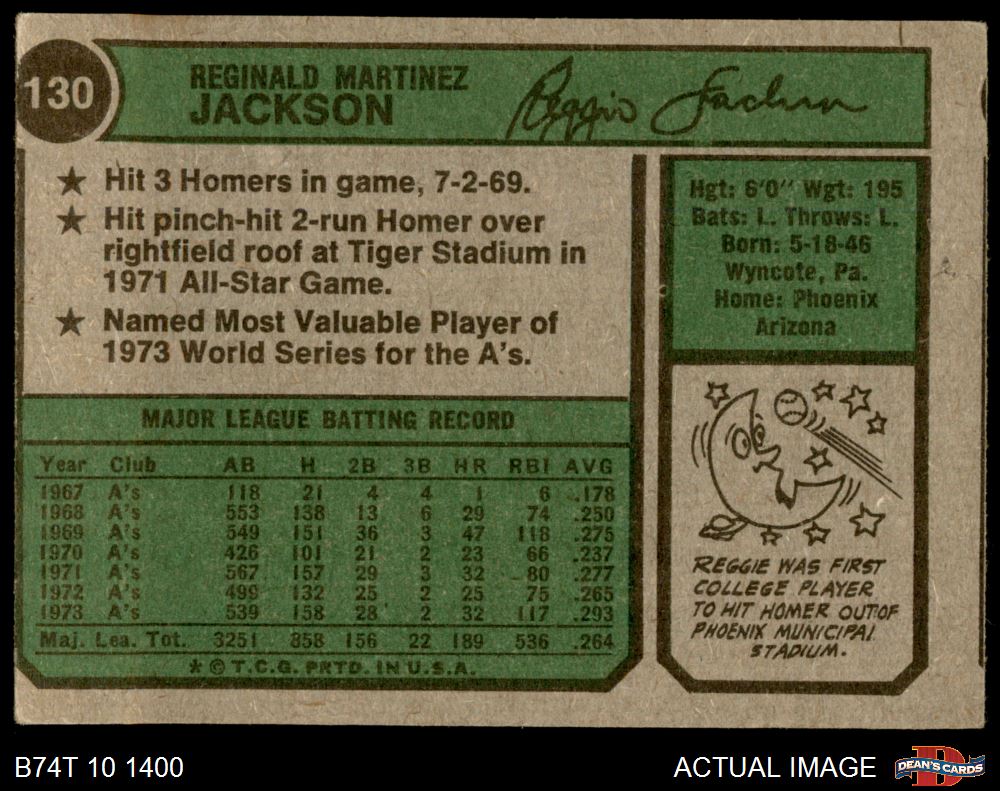 130
REGINALD MARTINEZ
JACKSON
Reggie Jackson
★ Hit 3 Homers in game, 7-2-69.
★ Hit pinch-hit 2-run Homer over
rightfield roof at Tiger Stadium in
1971 All-Star Game.
★ Named Most Valuable Player of
1973 World Series for the A's.
Hgt: 6'0" Wgt: 195
Bats: L. Throws: L.
Born: 5-18-46
Wyncote, Pa.
Home: Phoenix
Arizona
MAJOR LEAGUE BATTING RECORD
Year Club AB H 2B 3B HR RBI AVG
1967 A's 118 21 4 4 1 6 .178
1968 A's 553 138 13 6 29 74 .250
1969 A's 549 151 36 3 47 118 .275
1970 A's 426 101 21 2 23 66 .237
1971 A's 567 157 29 3 32 80 .277
1972 A's 499 132 25 2 25 75 .265
1973 A's 539 158 28 2 32 117 .293
Maj. Lea. Tot. 3251 858 156 22 189 536 .264
* © T.C.G. PRTD. IN U.S.A.
REGGIE WAS FIRST
COLLEGE PLAYER
TO HIT HOMER OUT OF
PHOENIX MUNICIPAL
STADIUM.
B74T 10 1400
ACTUAL IMAGE
DEAN'S CARDS